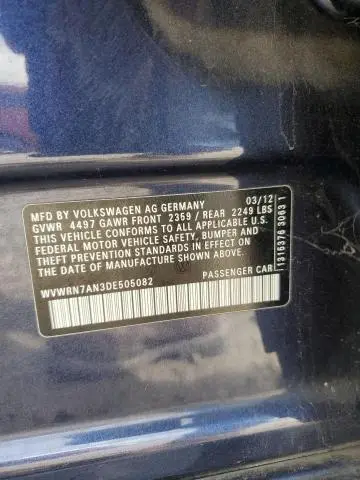 MFD BY VOLKSWAGEN AG GERMANY 03/12
GVWR 4497 GAWR FRONT 2359 / REAR 2249 LBS
THIS VEHICLE CONFORMS TO ALL APPLICABLE U.S.
FEDERAL MOTOR VEHICLE SAFETY, BUMPER AND
THEFT PREVENTION STANDARDS IN EFFECT ON THE
DATE OF MANUFACTURE SHOWN ABOVE.
WVWRN7AN3DE505082 PASSENGER CAR
1316376 30631